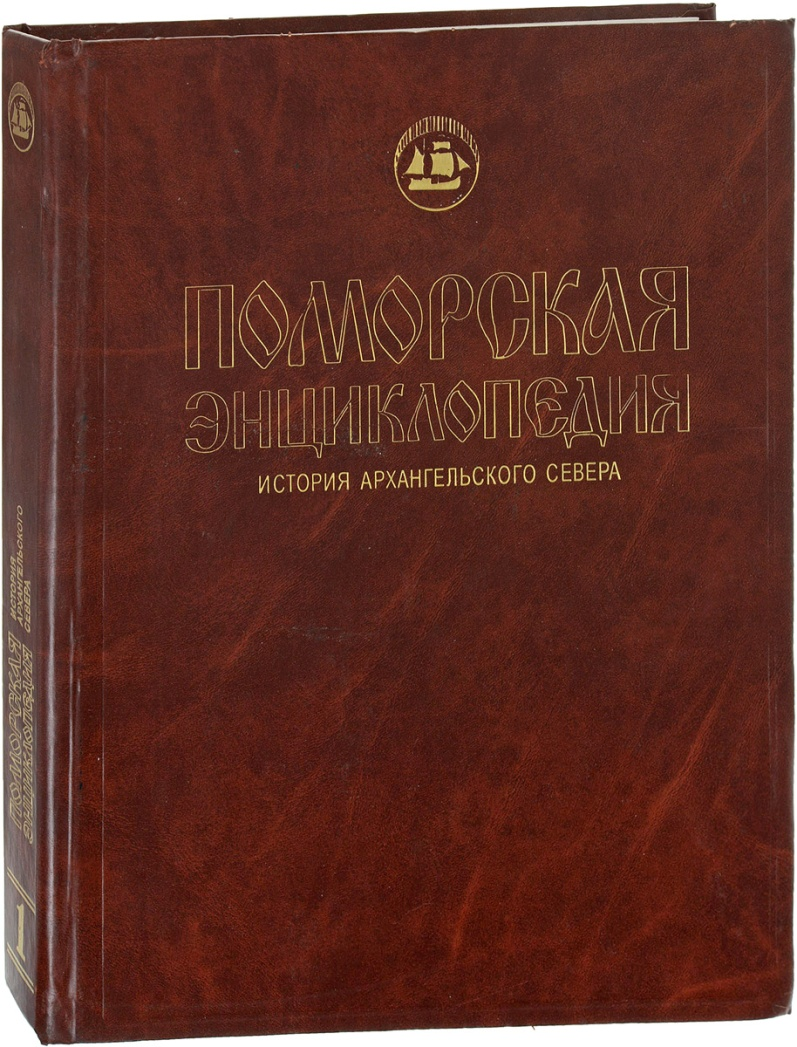 ПОМОРСКАЯ
ЭНЦИКЛОПЕДИЯ
ИСТОРИЯ АРХАНГЕЛЬСКОГО СЕВЕРА
ПОМОРСКАЯ
ЭНЦИКЛОПЕДИЯ
ИСТОРИЯ
АРХАНГЕЛЬСКОГО
СЕВЕРА
1